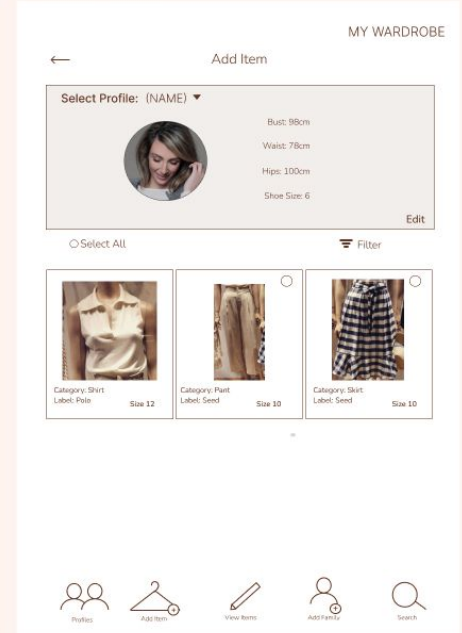 MY WARDROBE
Add Item
Select Profile: (NAME)
Bust: 98cm
Waist: 78cm
Hips: 100cm
Shoe Size: 6
Edit
Select All
Filter
Category: Shirt
Label: Polo
Size 12
Category: Pant
Label: Seed
Size 10
Category: Skirt
Label: Seed
Size 10
Profiles
Add Item
View Items
Add Family
Search